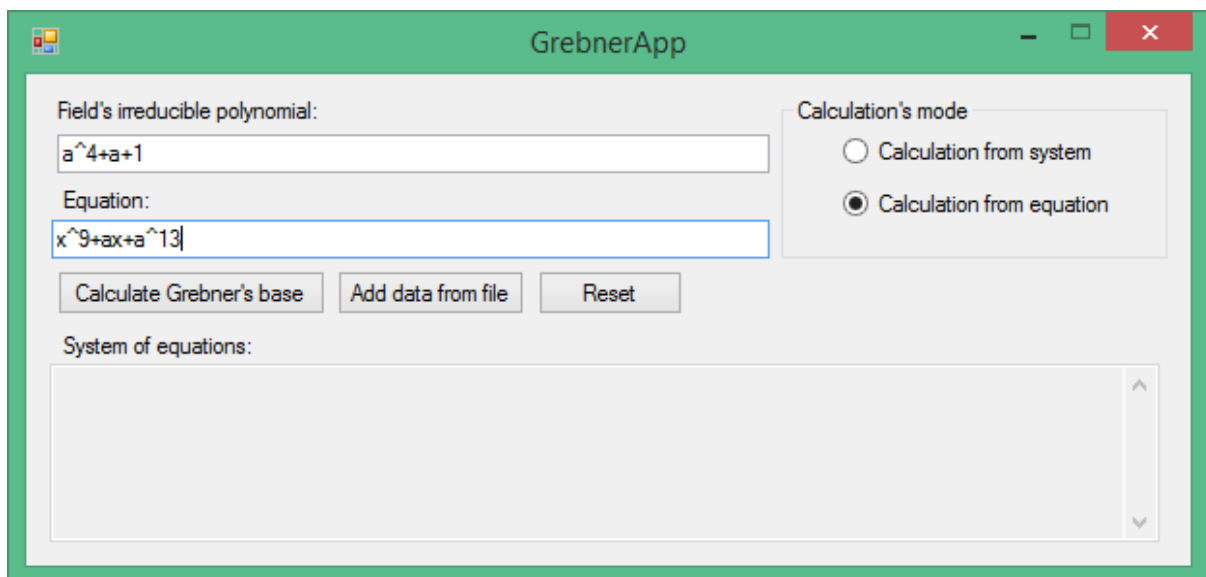 GrebnerApp
Field's irreducible polynomial:
a^4+a+1
Equation:
x^9+ax+a^13
Calculate Grebner's base Add data from file Reset
Calculation's mode
Calculation from system
Calculation from equation
System of equations: